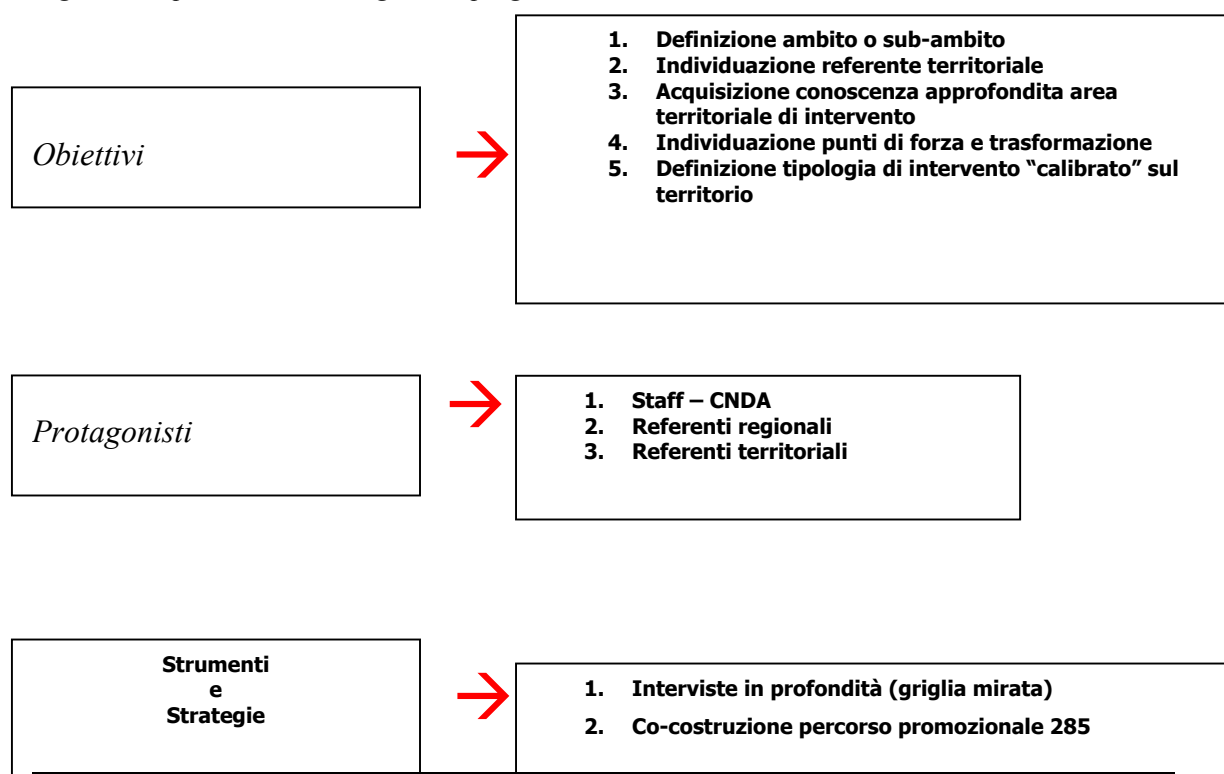 1. Definizione ambito o sub-ambito
2. Individuazione referente territoriale
3. Acquisizione conoscenza approfondita area
territoriale di intervento
4. Individuazione punti di forza e trasformazione
5. Definizione tipologia di intervento “calibrato” sul
territorio
Obiettivi
→
Protagonisti
→
1. Staff – CNDA
2. Referenti regionali
3. Referenti territoriali
Strumenti
e
Strategie
→
1. Interviste in profondità (griglia mirata)
2. Co-costruzione percorso promozionale 285